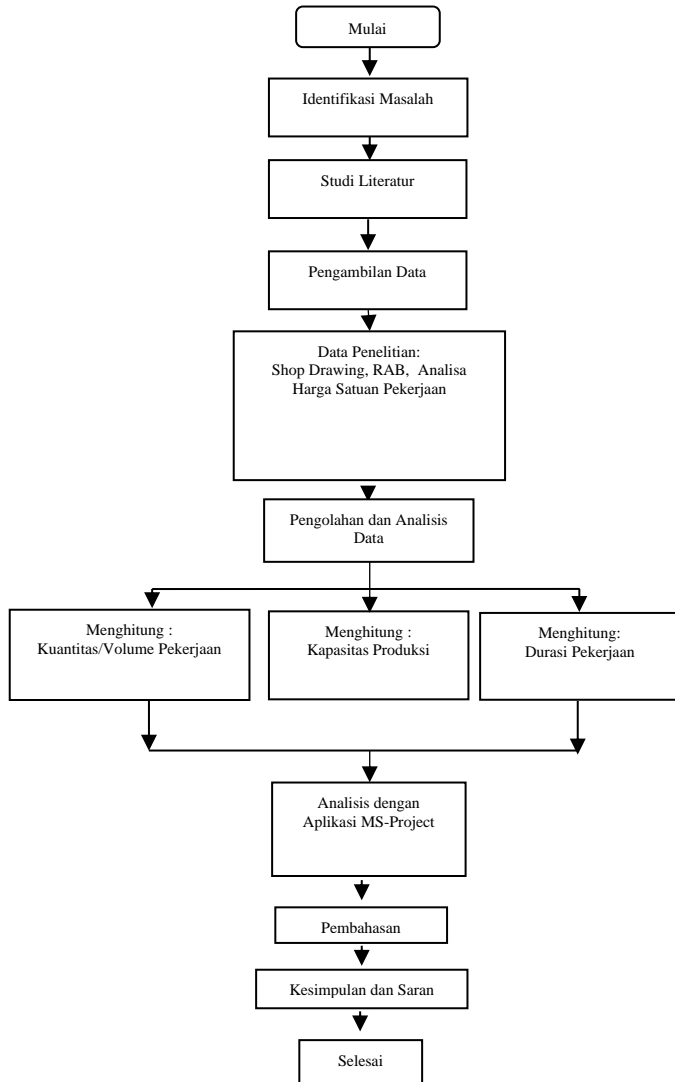 Mulai
Identifikasi Masalah
Studi Literatur
Pengambilan Data
Data Penelitian:
Shop Drawing, RAB, Analisa
Harga Satuan Pekerjaan
Pengolahan dan Analisis
Data
Menghitung :
Kuantitas/Volume Pekerjaan
Menghitung :
Kapasitas Produksi
Menghitung:
Durasi Pekerjaan
Analisis dengan
Aplikasi MS-Project
Pembahasan
Kesimpulan dan Saran
Selesai